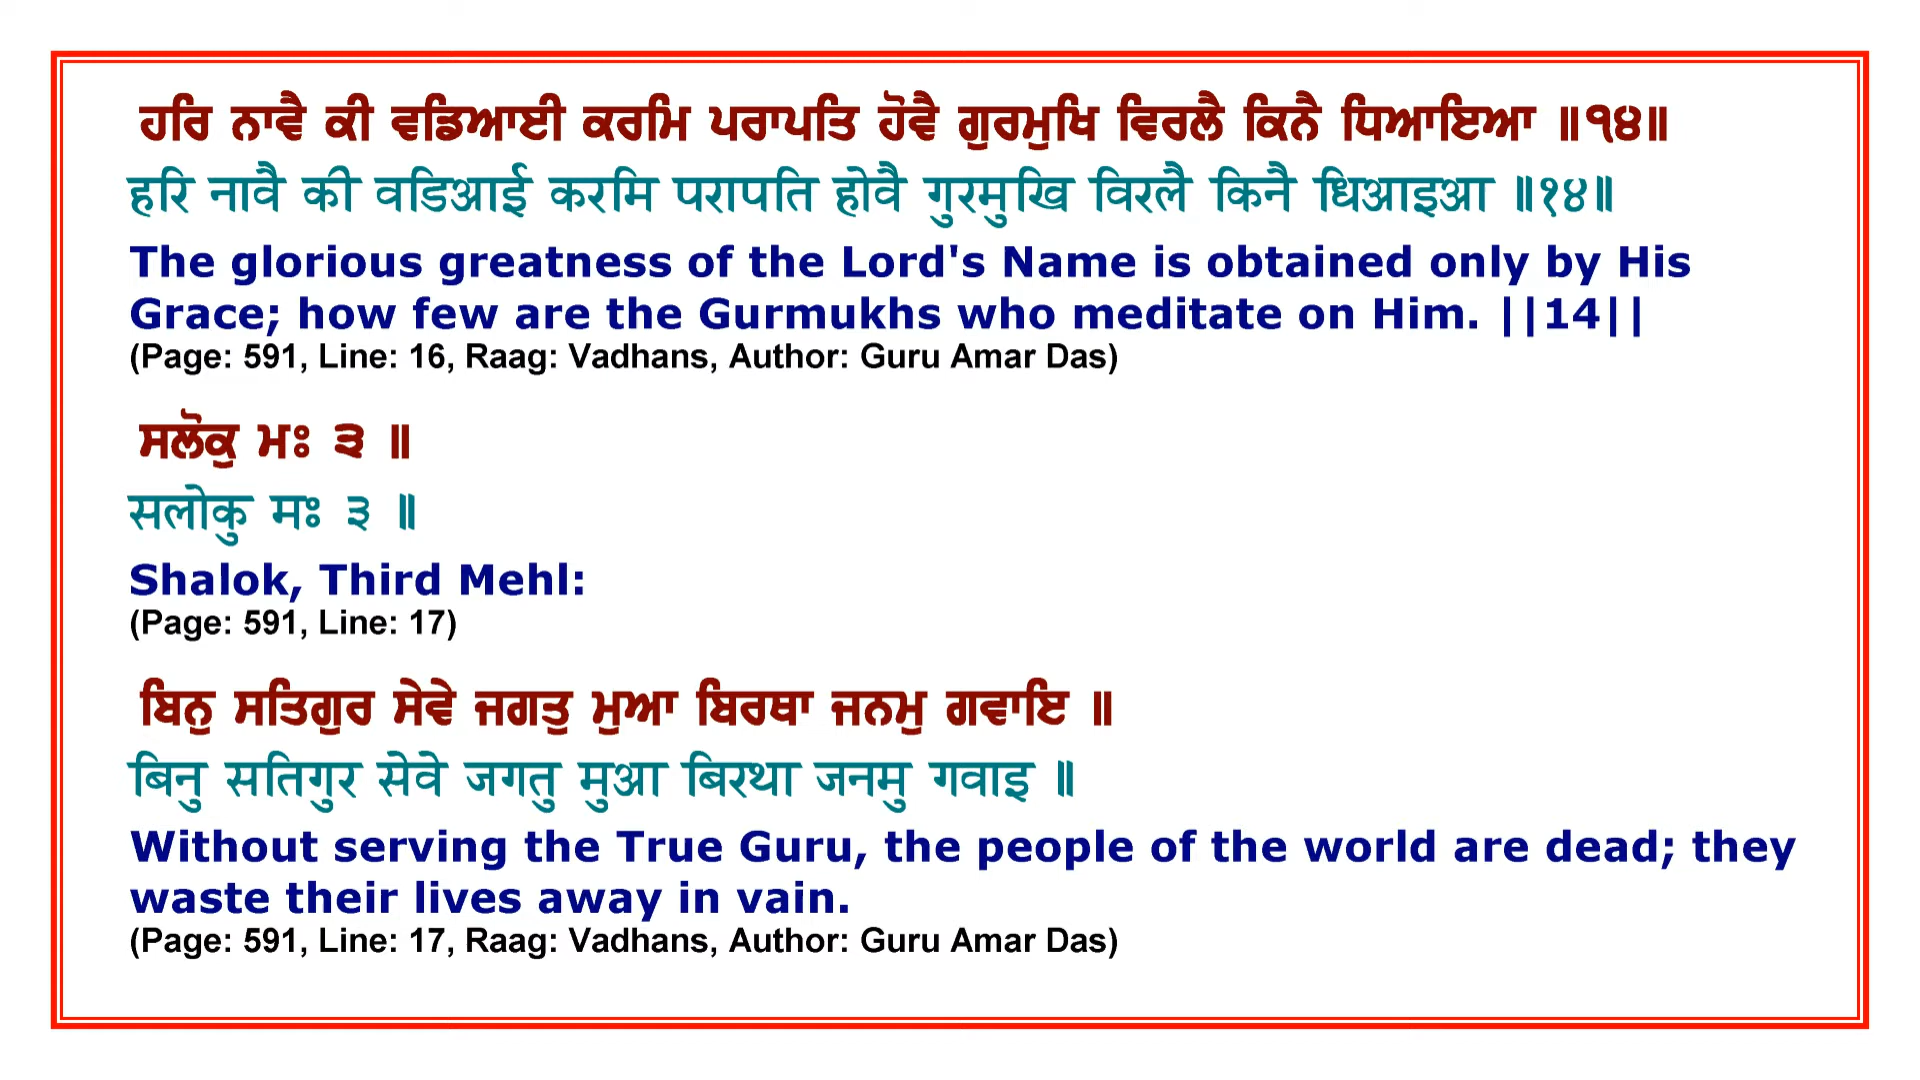 ਹਰਿ ਨਾਵੈ ਕੀ ਵਡਿਆਈ ਕਰਮਿ ਪਰਾਪਤਿ ਹੋਵੈ ਗੁਰਮੁਖਿ ਵਿਰਲੈ ਕਿਨੈ ਧਿਆਇਆ ॥੧੪॥
हरि नावै की वडिआई करमि परापति होवै गुरमुखि विरलै किनै धिआइआ ॥१४॥
The glorious greatness of the Lord's Name is obtained only by His
Grace; how few are the Gurmukhs who meditate on Him. ||14||
(Page: 591, Line: 16, Raag: Vadhans, Author: Guru Amar Das)
ਸਲੋਕੁ ਮਃ ੩ ॥
सलोकु मः ३ ॥
Shalok, Third Mehl:
(Page: 591, Line: 17)
ਬਿਨੁ ਸਤਿਗੁਰ ਸੇਵੇ ਜਗਤੁ ਮੁਆ ਬਿਰਥਾ ਜਨਮੁ ਗਵਾਇ ॥
बिनु सतिगुर सेवे जगतु मुआ बिरथा जनमु गवाइ ॥
Without serving the True Guru, the people of the world are dead; they
waste their lives away in vain.
(Page: 591, Line: 17, Raag: Vadhans, Author: Guru Amar Das)